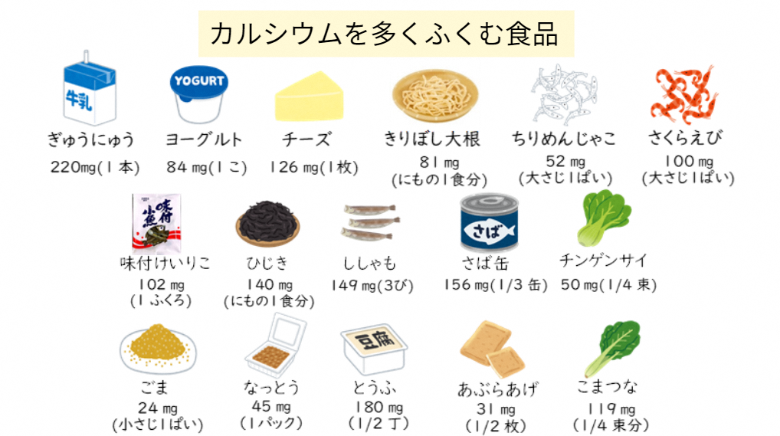 カルシウムを多くふくむ食品
牛乳
YOGURT
ぎゅうにゅう
ヨーグルト
チーズ
きりぼし大根
ちりめんじゃこ
さくらえび
220mg(1本)
84mg(1こ)
126mg(1枚)
81mg
(にもの1食分)
52mg
(大さじ1ぱい)
100mg
(大さじ1ぱい)
味付
小魚
さば
味付けいりこ
ひじき
ししゃも
さば缶
チンゲンサイ
102mg
(1ふくろ)
140mg
(にもの1食分)
149mg(3び)
156mg(1/3缶)
50mg(1/4束)
豆腐
ごま
なっとう
とうふ
あぶらあげ
こまつな
24mg
(小さじ1ぱい)
45mg
(1パック)
180mg
(1/2丁)
31mg
(1/2枚)
119mg
(1/4束分)